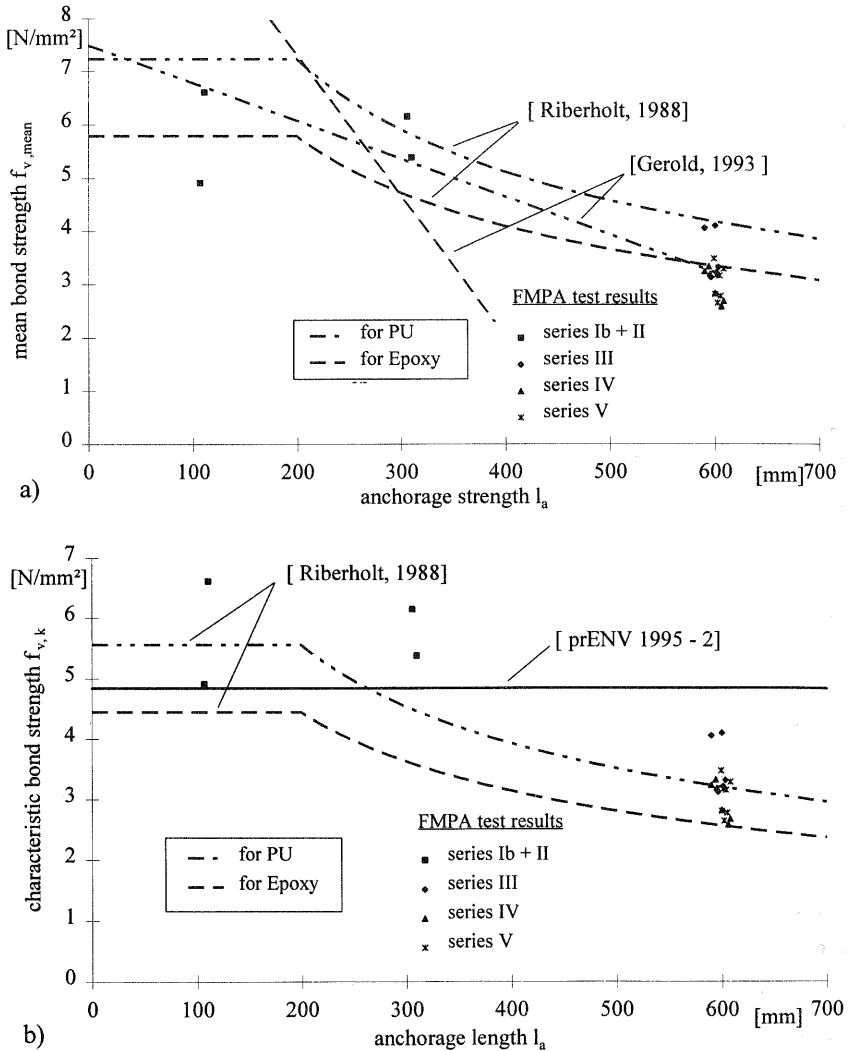 8
[N/mm²]
7
6
5
4
3
2
1
0
mean bond strength f v,mean
[ Riberholt, 1988]
[Gerold, 1993 ]
for PU
for Epoxy
FMPA test results
series Ib + II
series III
series IV
series V
0 100 200 300 400 500 600 [mm] 700
anchorage strength l a
a)
7
[N/mm²]
6
5
4
3
2
1
0
characteristic bond strength f v, k
[ Riberholt, 1988]
[ prENV 1995 - 2]
for PU
for Epoxy
FMPA test results
series Ib + II
series III
series IV
series V
[mm]
0 100 200 300 400 500 600 700
anchorage length l a
b)